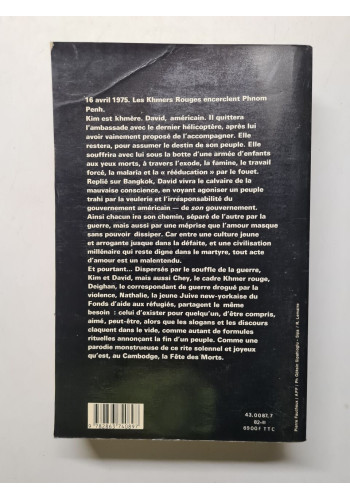 16 avril 1975. Les Khmers Rouges encerclent Phnom
Penh.
Kim est khmère. David, américain. Il quittera
l'ambassade avec le dernier hélicoptère, après lui
avoir vainement proposé de l'accompagner. Elle
restera, pour assumer le destin de son peuple. Elle
souffrira avec lui sous la botte d'une armée d'enfants
aux yeux morts, à travers l'exode, la famine, le travail
forcé, la malaria et la « rééducation » par le fouet.
Replié sur Bangkok, David vivra le calvaire de la
mauvaise conscience, en voyant agoniser un peuple
trahi par la veulerie et l'irresponsabilité du
gouvernement américain — de son gouvernement.
Ainsi chacun ira son chemin, séparé de l'autre par la
guerre, mais aussi par une méprise que l'amour masque
sans pouvoir dissiper. Car entre une culture jeune
et arrogante jusque dans la défaite, et une civilisation
millénaire qui reste digne dans le martyre, tout acte
d'amour est un malentendu.
Et pourtant... Dispersés par le souffle de la guerre,
Kim et David, mais aussi Chey, le cadre Khmer rouge,
Deighan, le correspondant de guerre drogué par la
violence, Nathalie, la jeune Juive new-yorkaise du
Fonds d'aide aux réfugiés, partagent le même
besoin : celui d'exister pour quelqu'un, d'être compris,
aimé, peut-être, alors que les slogans et les discours
claquent dans le vide, comme autant de formules
rituelles annonçant la fin d'un peuple. Comme une
parodie monstrueuse de ce rite solennel et joyeux
qu'est, au Cambodge, la Fête des Morts.
43.0087.7
82-II
8900f TTC